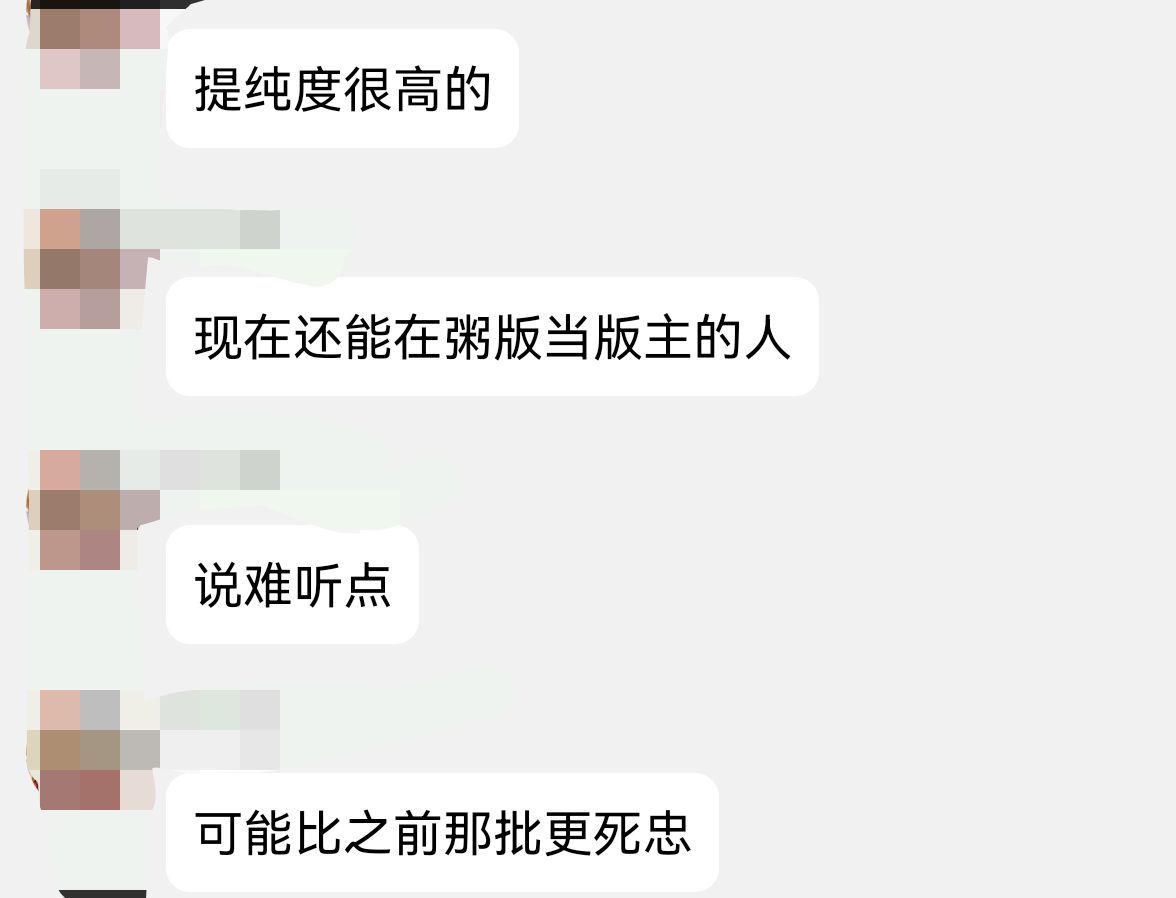 提纯度很高的
现在还能在粥版当版主的人
说难听点
可能比之前那批更死忠